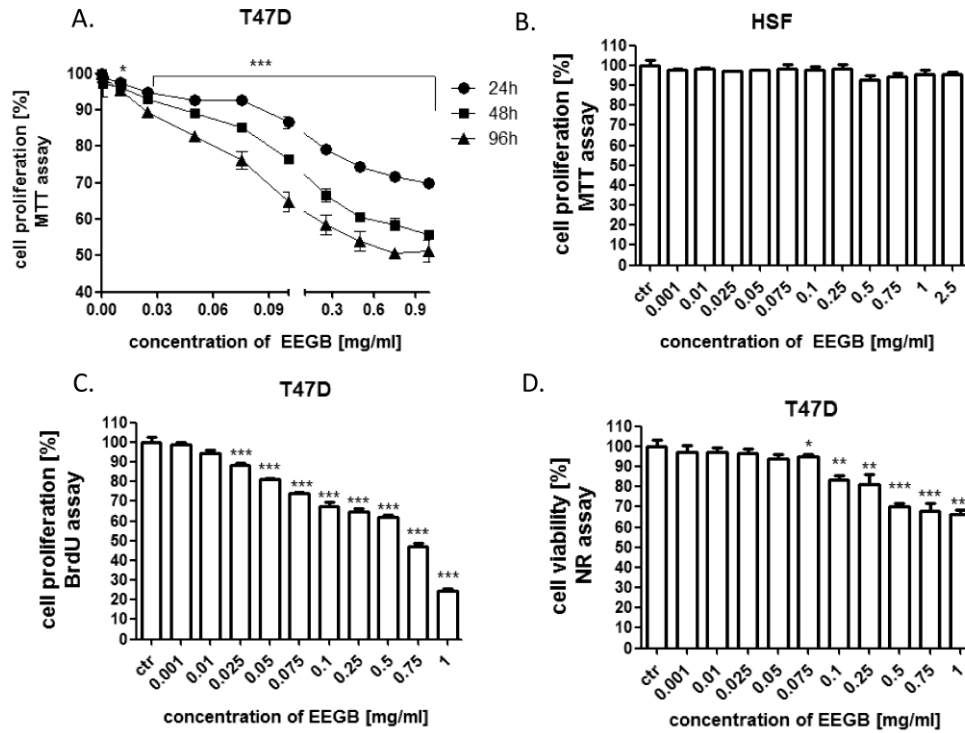 A.
T47D
cell proliferation [%]
MTT assay
100
90
80
70
60
50
40
*
***
24h
48h
96h
0.00 0.03 0.06 0.09 0.3 0.6 0.9
concentration of EEGB [mg/ml]
B.
HSF
cell proliferation [%]
MTT assay
110
100
90
80
70
60
50
40
30
20
10
0
ctr 0.001 0.01 0.025 0.05 0.075 0.1 0.25 0.5 0.75 1 2.5
concentration of EEGB [mg/ml]
C.
T47D
cell proliferation [%]
BrdU assay
110
100
90
80
70
60
50
40
30
20
10
0
*** *** *** *** *** *** *** ***
ctr 0.001 0.01 0.025 0.05 0.075 0.1 0.25 0.5 0.75 1
concentration of EEGB [mg/ml]
D.
T47D
cell viability [%]
NR assay
110
100
90
80
70
60
50
40
30
20
10
0
* ** ** *** *** **
ctr 0.001 0.01 0.025 0.05 0.075 0.1 0.25 0.5 0.75 1
concentration of EEGB [mg/ml]